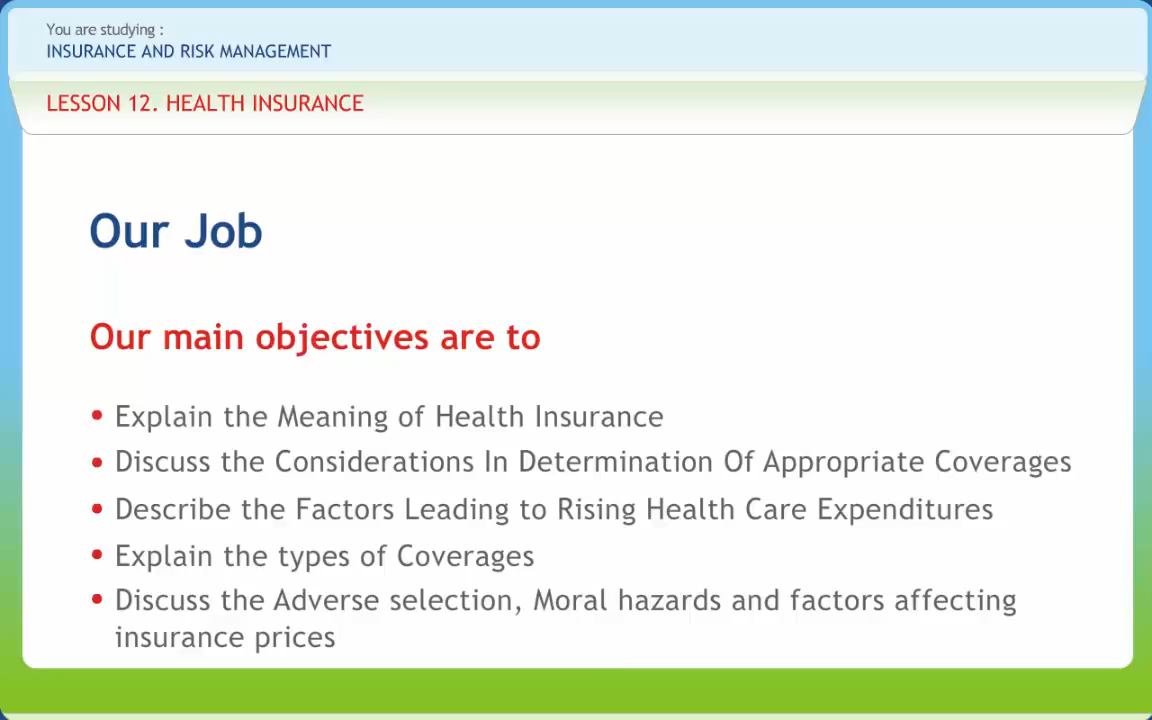 You are studying :
INSURANCE AND RISK MANAGEMENT
LESSON 12. HEALTH INSURANCE
Our Job
Our main objectives are to
• Explain the Meaning of Health Insurance
• Discuss the Considerations In Determination Of Appropriate Coverages
• Describe the Factors Leading to Rising Health Care Expenditures
• Explain the types of Coverages
• Discuss the Adverse selection, Moral hazards and factors affecting
insurance prices